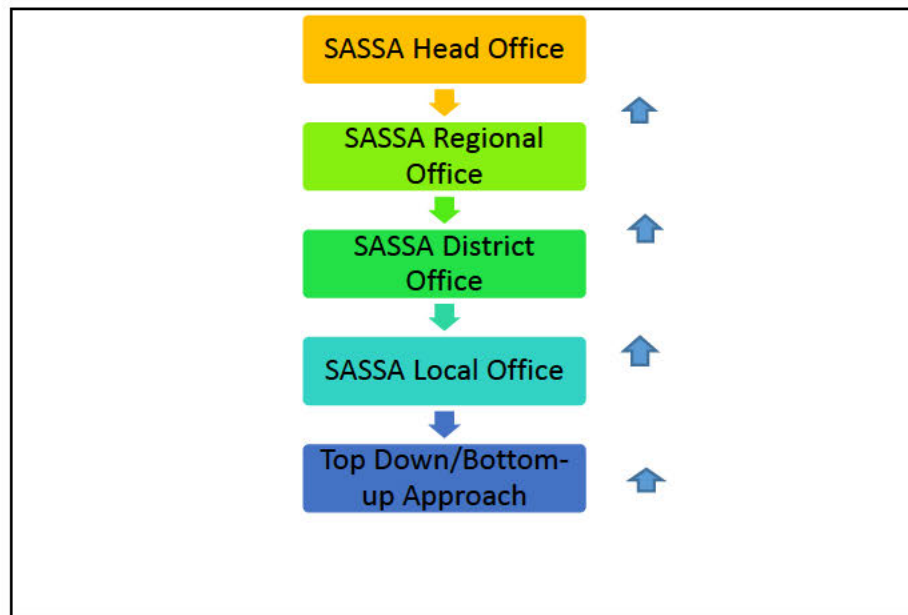 SASSA Head Office
SASSA Regional
Office
SASSA District
Office
SASSA Local Office
Top Down/Bottom-
up Approach